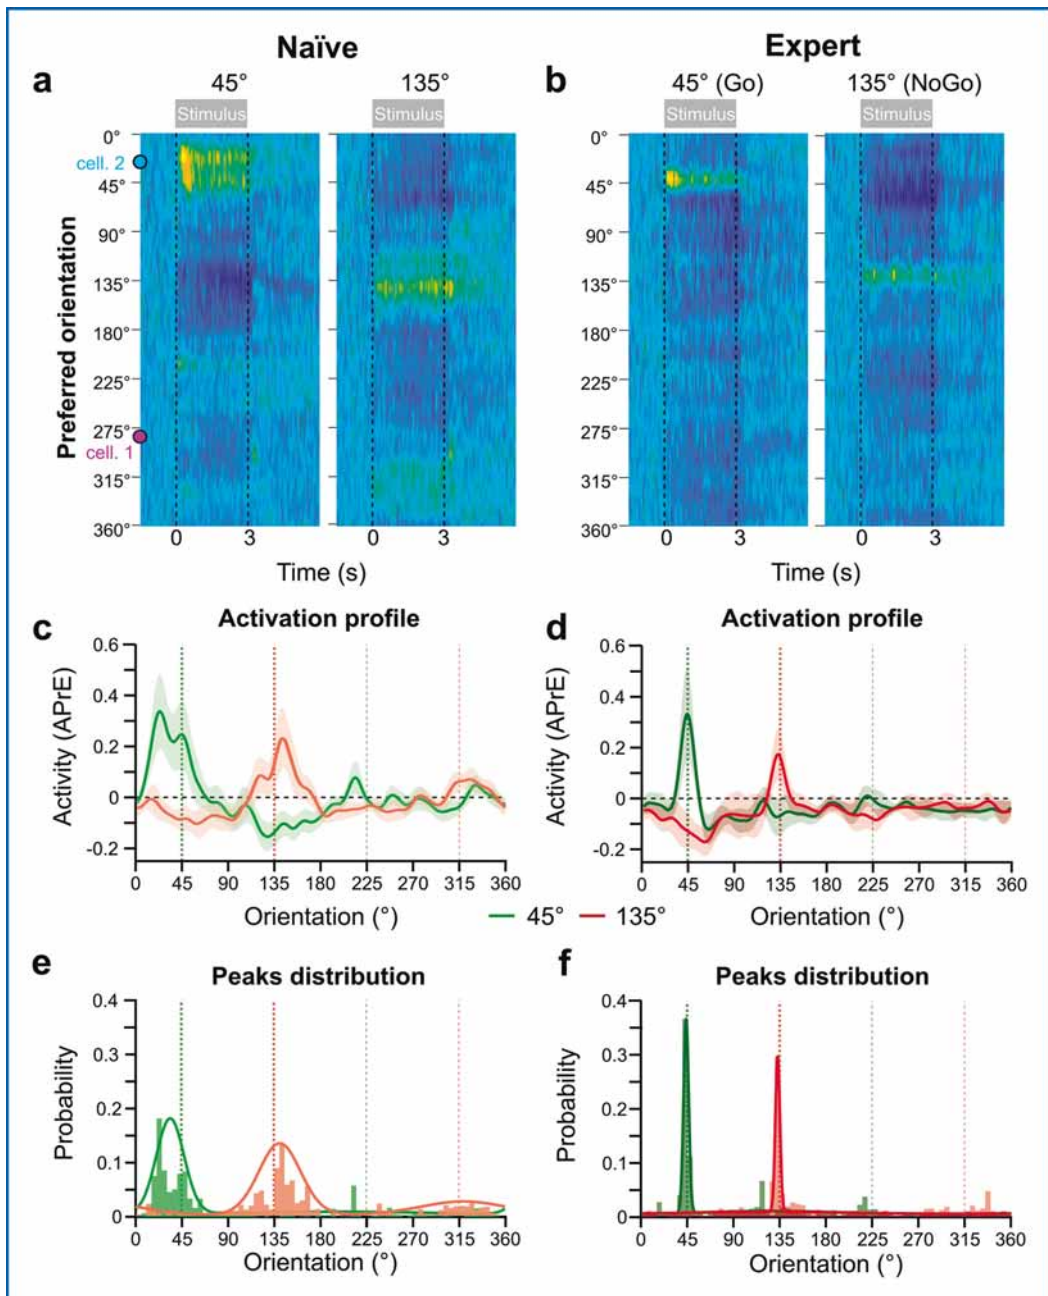 Naïve
Expert
a
45°
135°
b
45° (Go)
135° (NoGo)
Stimulus
Stimulus
Stimulus
Stimulus
Preferred orientation
0°
cell. 2
45°
90°
135°
180°
225°
275°
cell. 1
315°
360°
0°
45°
90°
135°
180°
225°
275°
315°
360°
0 3
0 3
0 3
0 3
Time (s)
Time (s)
c
Activation profile
d
Activation profile
Activity (APrE)
0.6
0.4
0.2
0
-0.2
0 45 90 135 180 225 270 315 360
Orientation (°)
Activity (APrE)
0.6
0.4
0.2
0
-0.2
0 45 90 135 180 225 270 315 360
Orientation (°)
45° 135°
e
Peaks distribution
f
Peaks distribution
Probability
0.4
0.3
0.2
0.1
0
0 45 90 135 180 225 270 315 360
Orientation (°)
Probability
0.4
0.3
0.2
0.1
0
0 45 90 135 180 225 270 315 360
Orientation (°)